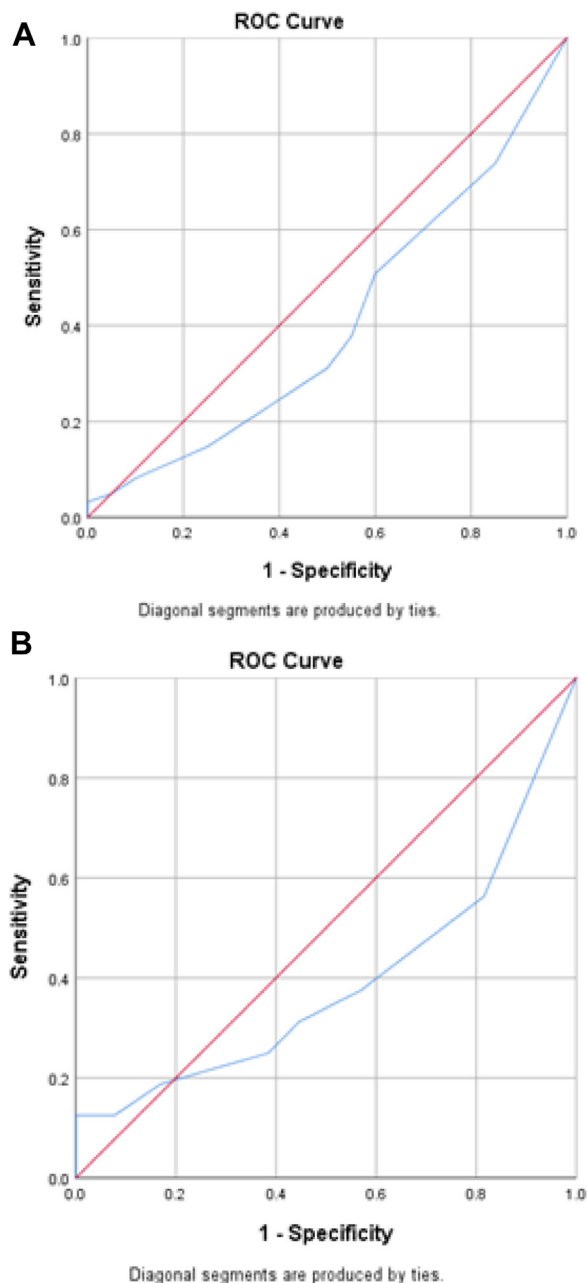 A
ROC Curve
1.0
0.8
0.6
0.4
0.2
0.0
Sensitivity
0.0 0.2 0.4 0.6 0.8 1.0
1 - Specificity
Diagonal segments are produced by ties.
B
ROC Curve
1.0
0.8
0.6
0.4
0.2
0.0
Sensitivity
0.0 0.2 0.4 0.6 0.8 1.0
1 - Specificity
Diagonal segments are produced by ties.